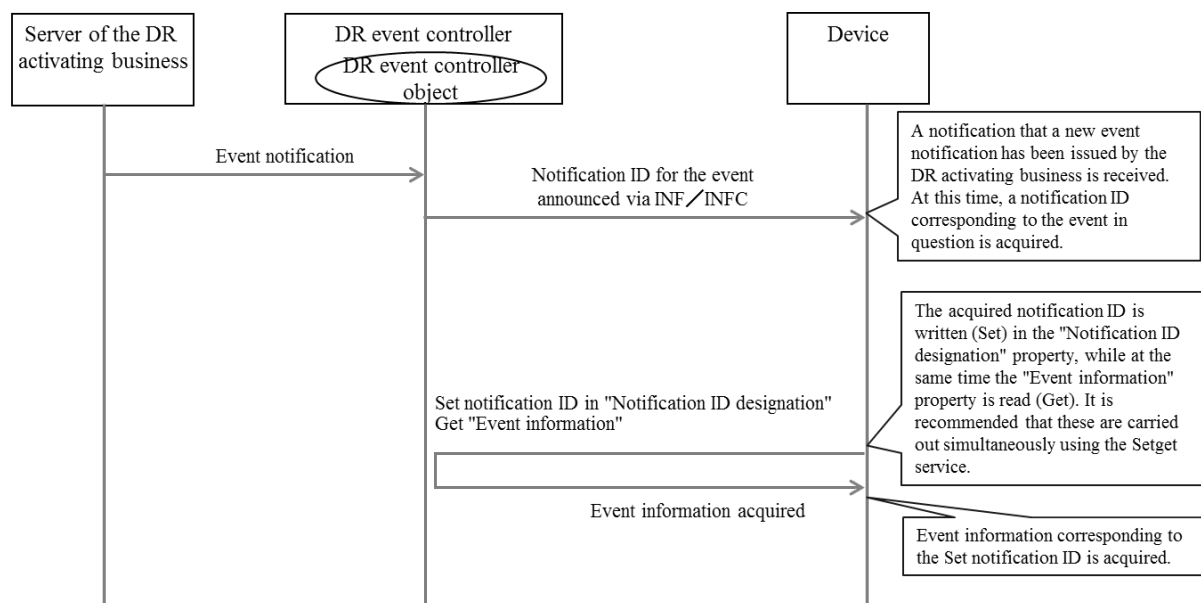 Server of the DR
activating business
DR event controller
DR event controller
object
Device
Event notification
Notification ID for the event
announced via INF／INFC
A notification that a new event
notification has been issued by the
DR activating business is received.
At this time, a notification ID
corresponding to the event in
question is acquired.
The acquired notification ID is
written (Set) in the "Notification ID
designation" property, while at the
same time the "Event information"
property is read (Get). It is
recommended that these are carried
out simultaneously using the Setget
service.
Set notification ID in "Notification ID designation"
Get "Event information"
Event information acquired
Event information corresponding to
the Set notification ID is acquired.